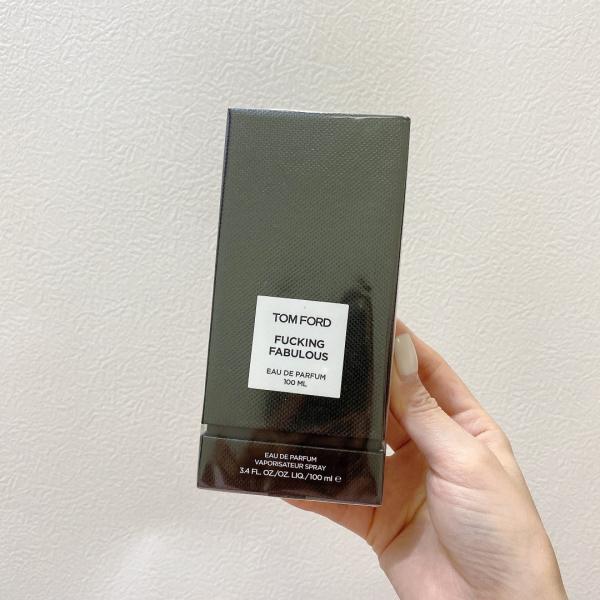 TOM FORD
FUCKING
FABULOUS
EAU DE PARFUM
100 ML
EAU DE PARFUM
VAPORISATEUR SPRAY
3.4 FL. OZ./OZ. LIQ./100 ml ℮